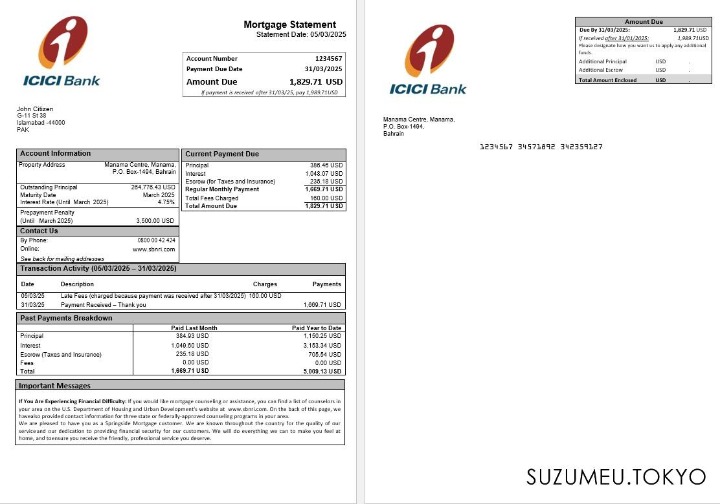 ICICI Bank
Mortgage Statement
Statement Date: 05/03/2025
Account Number 1234567
Payment Due Date 31/03/2025
Amount Due 1,829.71 USD
If payment is received after 31/03/25, pay 1,989.71USD
John Citizen
G-11 St 38
Islamabad -44000
PAK
Account Information
Property Address Manama Centre, Manama,
P.O. Box-1494, Bahrain
Outstanding Principal 264,776.43 USD
Maturity Date March 2025
Interest Rate (Until March 2025) 4.75%
Prepayment Penalty
(Until March 2025) 3,500.00 USD
Contact Us
By Phone: 0800 00 42 424
Online: www.sbnri.com
See back for mailing addresses
Current Payment Due
Principal 386.46 USD
Interest 1,048.07 USD
Escrow (for Taxes and Insurance) 235.18 USD
Regular Monthly Payment 1,669.71 USD
Total Fees Charged 160.00 USD
Total Amount Due 1,829.71 USD
Transaction Activity (05/03/2025 – 31/03/2025)
Date Description Charges Payments
05/03/25 Late Fees (charged because payment was received after 31/03/2025) 160.00 USD
31/03/25 Payment Received – Thank you 1,669.71 USD
Past Payments Breakdown
Paid Last Month Paid Year to Date
Principal 384.93 USD 1,150.25 USD
Interest 1,049.60 USD 3,153.34 USD
Escrow (Taxes and Insurance) 235.18 USD 705.54 USD
Fees 0.00 USD 0.00 USD
Total 1,669.71 USD 5,009.13 USD
Important Messages
If You Are Experiencing Financial Difficulty: If you would like mortgage counseling or assistance, you can find a list of counselors in
your area on the U.S. Department of Housing and Urban Development's website at www.sbnri.com. On the back of this page, we
have also provided contact information for three state or federally-approved counseling programs in your area.
We are pleased to have you as a Springside Mortgage customer. We are known throughout the country for the quality of our
service and our dedication to providing financial security for our customers. We will do everything we can to make you feel at
home, and to ensure you receive the friendly, professional service you deserve.
ICICI Bank
Amount Due
Due By 31/03/2025: 1,829.71 USD
If received after 31/01/2025: 1,989.71USD
Please designate how you want us to apply any additional
funds.
Additional Principal USD .
Additional Escrow USD .
Total Amount Enclosed USD .
Manama Centre, Manama,
P.O. Box-1494,
Bahrain
1234567 34571892 342359127
SUZUMEU.TOKYO